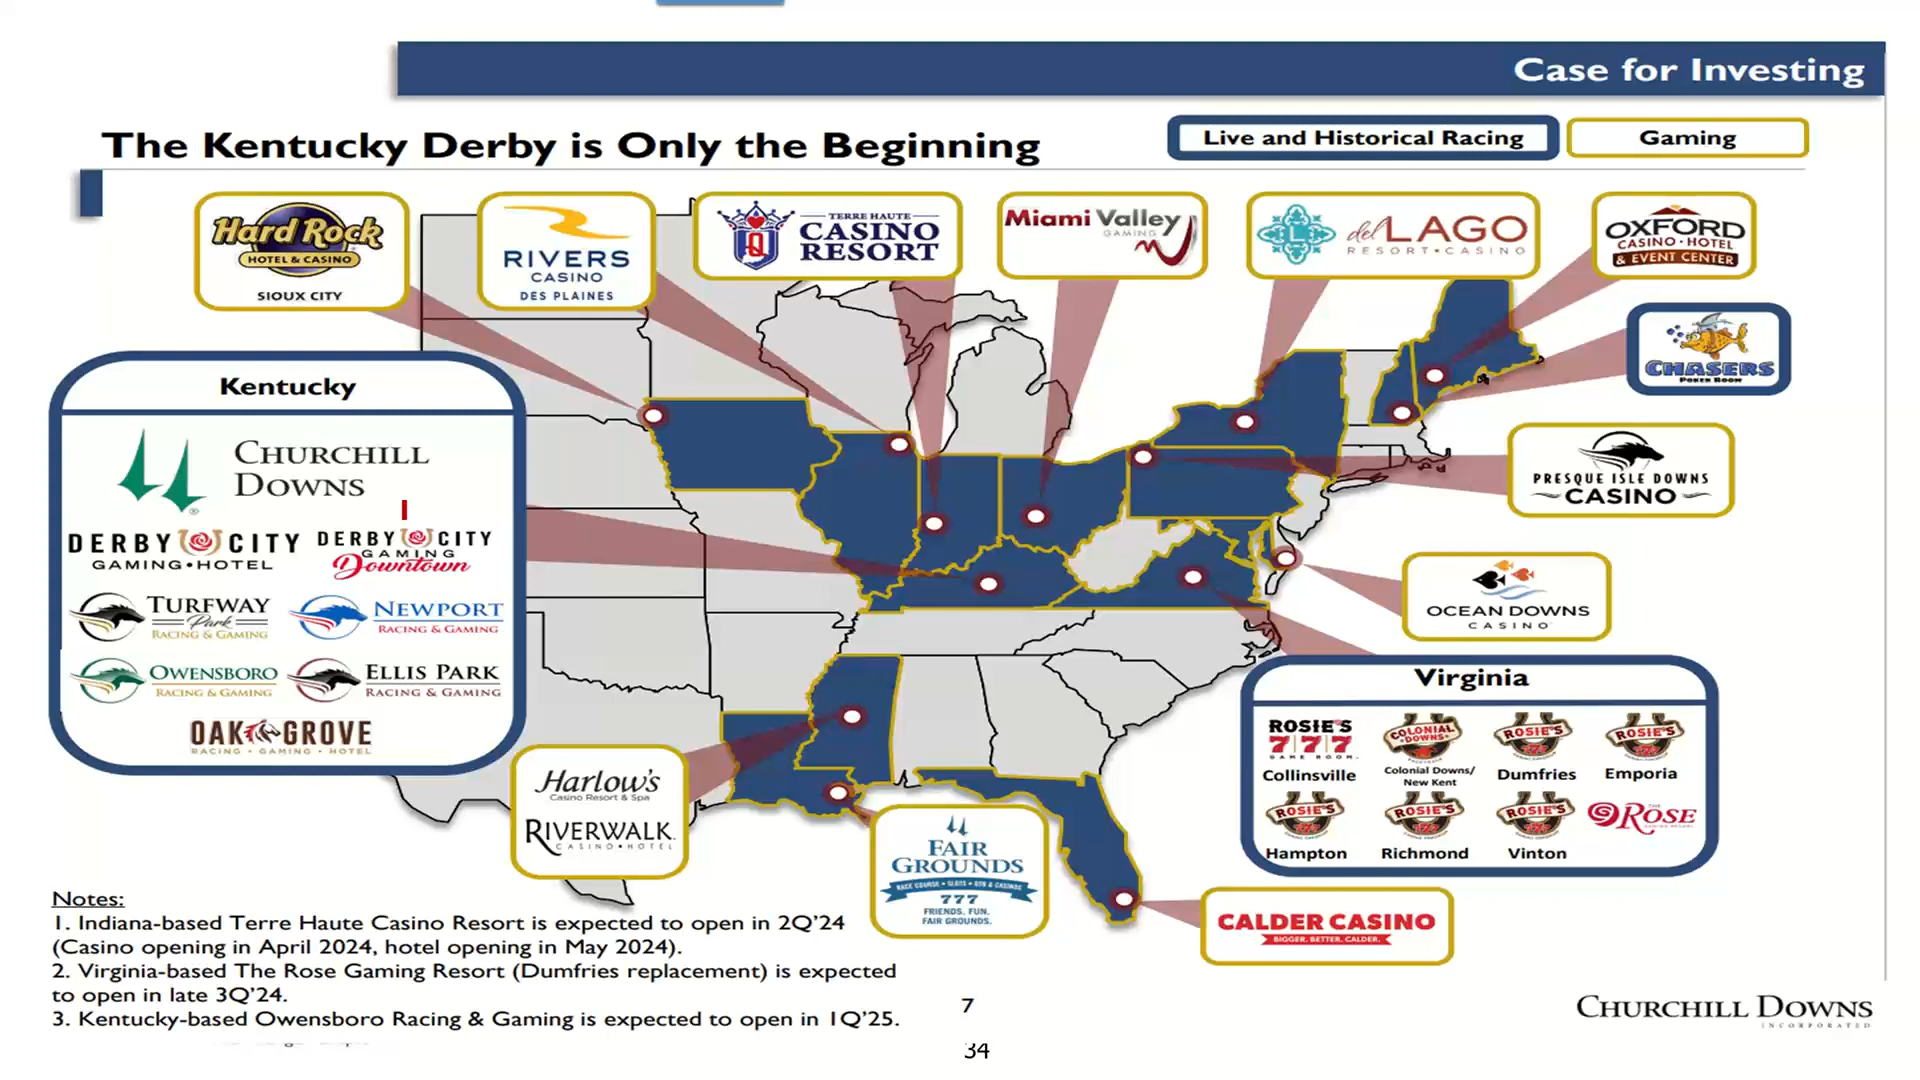 Case for Investing
The Kentucky Derby is Only the Beginning
Live and Historical Racing
Gaming
Hard Rock
HOTEL & CASINO
SIOUX CITY
RIVERS
CASINO
DES PLAINES
TERRE HAUTE
CASINO
RESORT
Miami Valley
GAMING
del LAGO
RESORT • CASINO
OXFORD
CASINO • HOTEL
& EVENT CENTER
CHASERS
POKER ROOM
Kentucky
CHURCHILL
DOWNS
DERBY CITY
GAMING • HOTEL
DERBY CITY
GAMING
Downtown
TURFWAY
Park
RACING & GAMING
NEWPORT
RACING & GAMING
OWENSBORO
RACING & GAMING
ELLIS PARK
RACING & GAMING
OAK GROVE
RACING • GAMING • HOTEL
PRESQUE ISLE DOWNS
CASINO
OCEAN DOWNS
CASINO
Virginia
ROSIE'S
777
GAME ROOM
Collinsville
COLONIAL
DOWNS
Colonial Downs/
New Kent
ROSIE'S
Dumfries
ROSIE'S
Emporia
ROSIE'S
Hampton
ROSIE'S
Richmond
ROSIE'S
Vinton
THE
ROSE
Harlow's
Casino Resort & Spa
RIVERWALK
CASINO • HOTEL
FAIR
GROUNDS
RACE COURSE • SLOTS • OTB & CASINOS
777
FRIENDS. FUN.
FAIR GROUNDS.
CALDER CASINO
BIGGER. BETTER. CALDER.
Notes:
1. Indiana-based Terre Haute Casino Resort is expected to open in 2Q'24
(Casino opening in April 2024, hotel opening in May 2024).
2. Virginia-based The Rose Gaming Resort (Dumfries replacement) is expected
to open in late 3Q'24.
3. Kentucky-based Owensboro Racing & Gaming is expected to open in 1Q'25.
7
34
CHURCHILL DOWNS
INCORPORATED